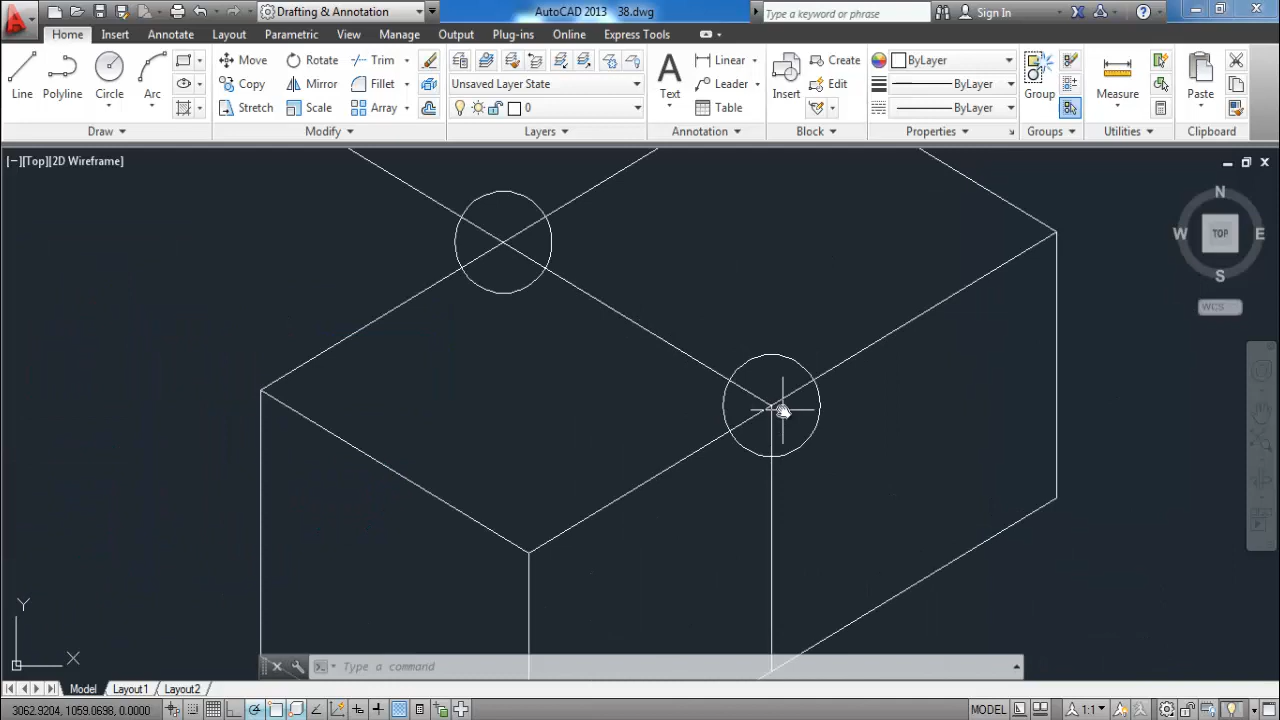 Drafting & Annotation
AutoCAD 2013 38.dwg
Type a keyword or phrase
Sign In
Home Insert Annotate Layout Parametric View Manage Output Plug-ins Online Express Tools
Move Rotate Trim
Copy Mirror Fillet
Stretch Scale Array
Line Polyline Circle Arc
Unsaved Layer State
0
Text
Linear
Leader
Table
Insert
Create
Edit
ByLayer
ByLayer
ByLayer
Group
Measure
Paste
Draw Modify Layers Annotation Block Properties Groups Utilities Clipboard
[−][Top][2D Wireframe]
N
W TOP E
S
WCS
Y
X
Type a command
Model Layout1 Layout2
3062.9204, 1059.0698, 0.0000
MODEL
1:1